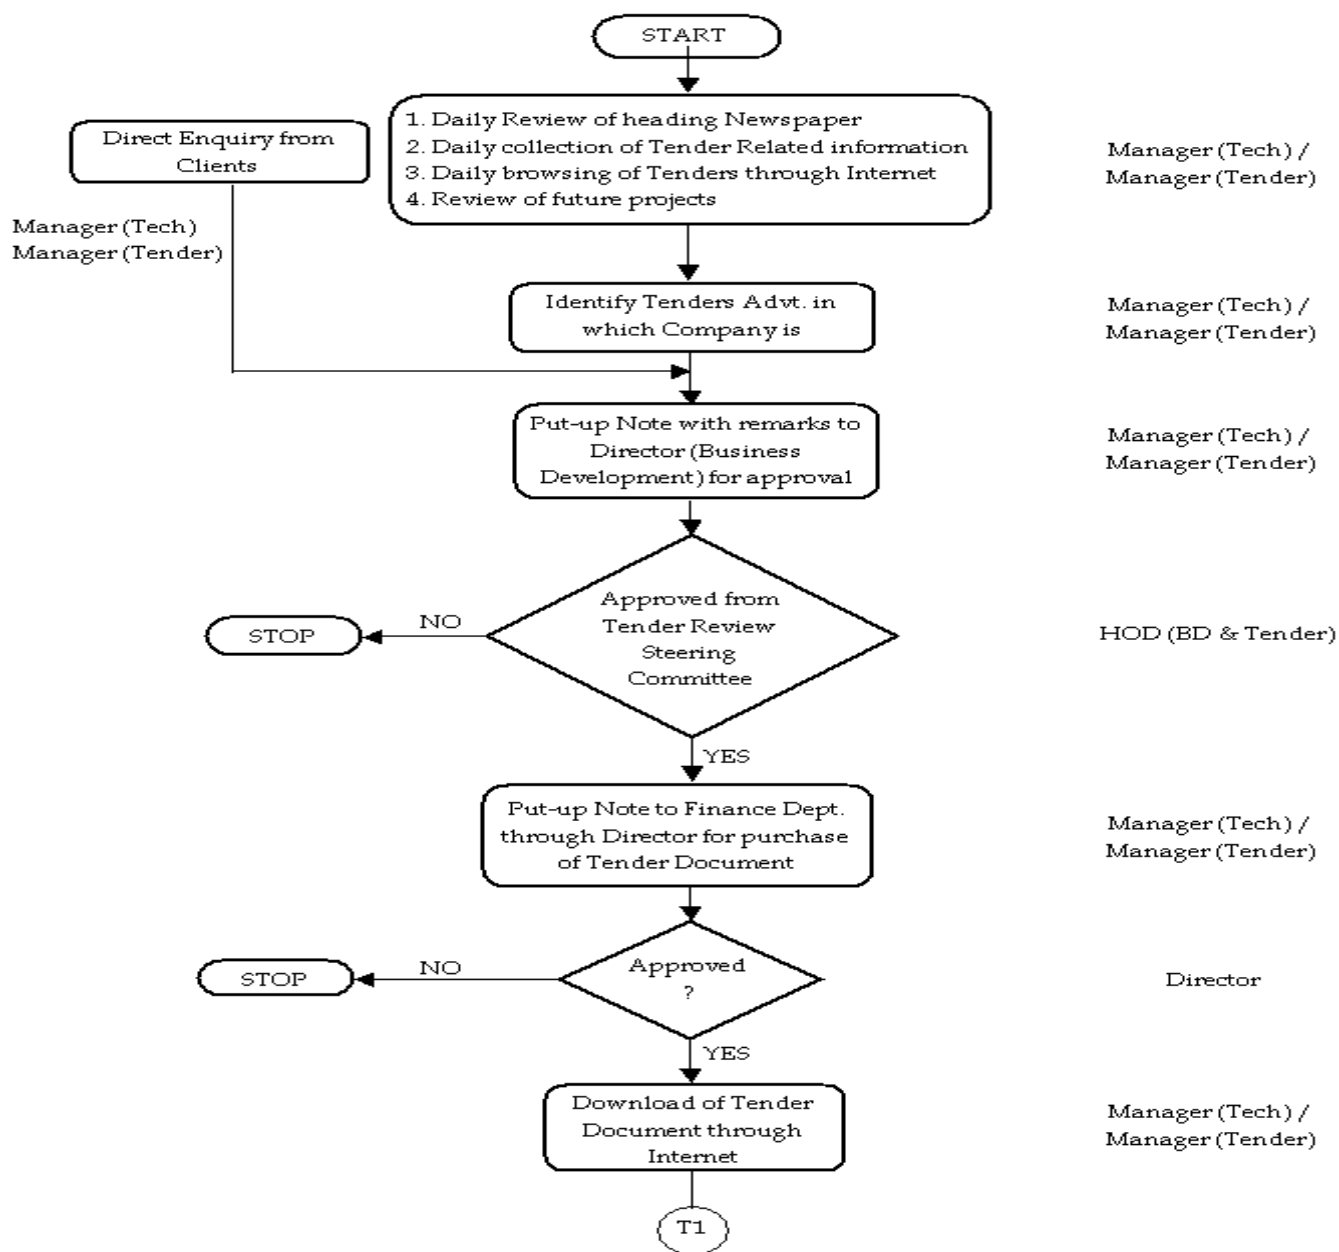 START
1. Daily Review of heading Newspaper
2. Daily collection of Tender Related information
3. Daily browsing of Tenders through Internet
4. Review of future projects
Manager (Tech) /
Manager (Tender)
Direct Enquiry from
Clients
Manager (Tech)
Manager (Tender)
Identify Tenders Advt. in
which Company is
Manager (Tech) /
Manager (Tender)
Put-up Note with remarks to
Director (Business
Development) for approval
Manager (Tech) /
Manager (Tender)
Approved from
Tender Review
Steering
Committee
NO
STOP
HOD (BD & Tender)
YES
Put-up Note to Finance Dept.
through Director for purchase
of Tender Document
Manager (Tech) /
Manager (Tender)
Approved
?
NO
STOP
Director
YES
Download of Tender
Document through
Internet
Manager (Tech) /
Manager (Tender)
T1